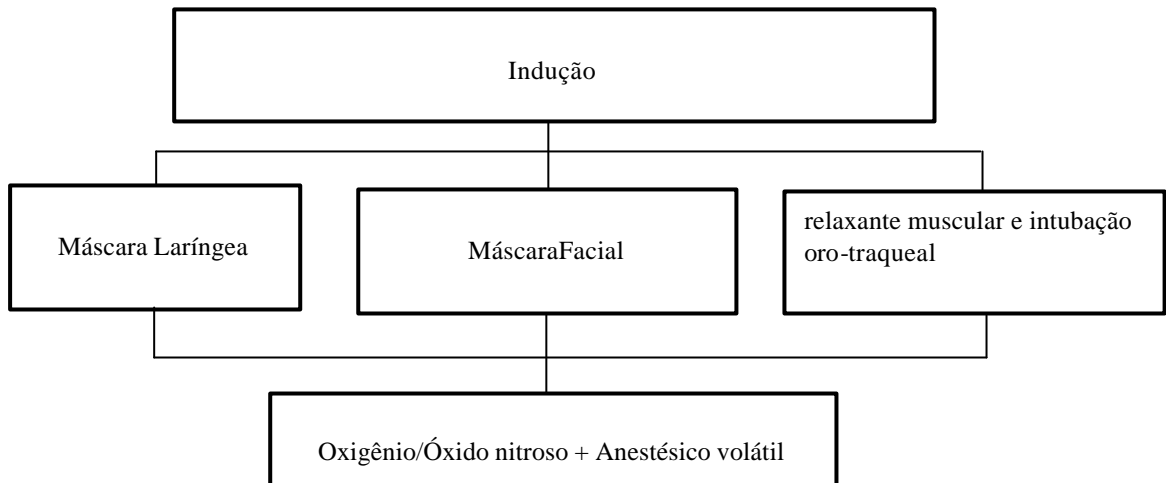 Indução
Máscara Laríngea
MáscaraFacial
relaxante muscular e intubação
oro-traqueal
Oxigênio/Óxido nitroso + Anestésico volátil